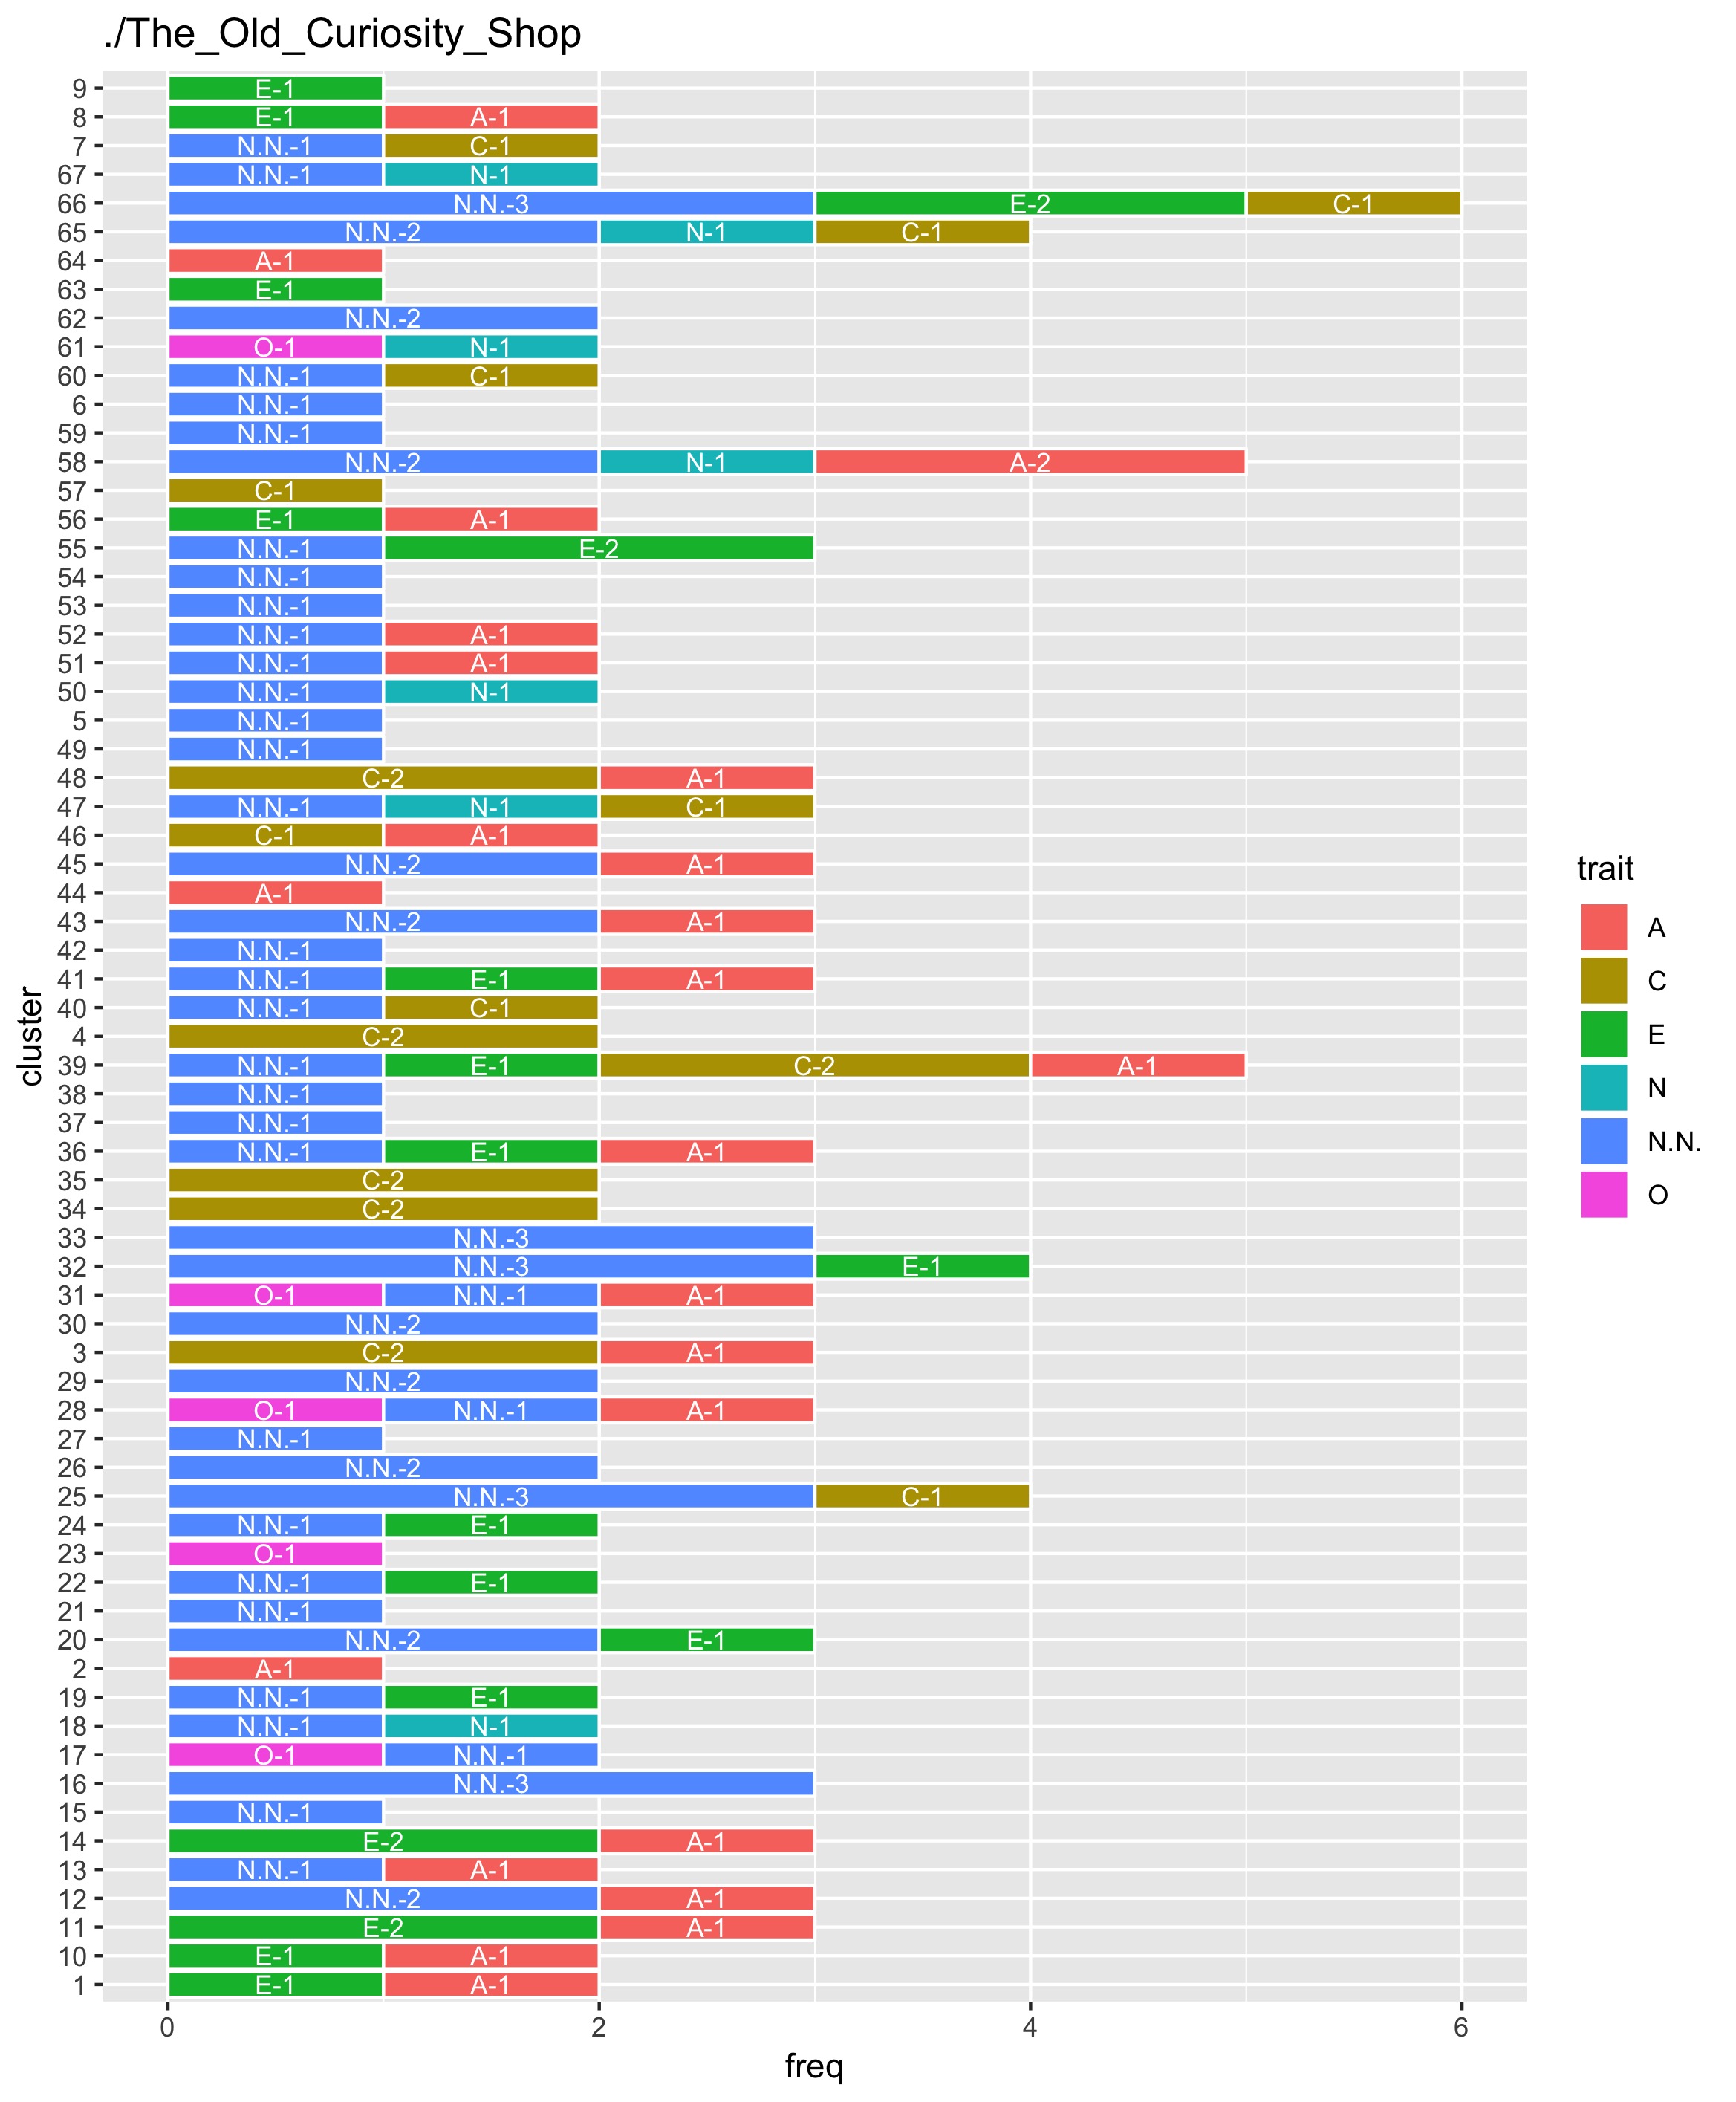 ./The_Old_Curiosity_Shop
9 E-1
8 E-1 A-1
7 N.N.-1 C-1
67 N.N.-1 N-1
66 N.N.-3 E-2 C-1
65 N.N.-2 N-1 C-1
64 A-1
63 E-1
62 N.N.-2
61 O-1 N-1
60 N.N.-1 C-1
6 N.N.-1
59 N.N.-1
58 N.N.-2 N-1 A-2
57 C-1
56 E-1 A-1
55 N.N.-1 E-2
54 N.N.-1
53 N.N.-1
52 N.N.-1 A-1
51 N.N.-1 A-1
50 N.N.-1 N-1
5 N.N.-1
49 N.N.-1
48 C-2 A-1
47 N.N.-1 N-1 C-1
46 C-1 A-1
45 N.N.-2 A-1
44 A-1
43 N.N.-2 A-1
42 N.N.-1
41 N.N.-1 E-1 A-1
40 N.N.-1 C-1
4 C-2
39 N.N.-1 E-1 C-2 A-1
38 N.N.-1
37 N.N.-1
36 N.N.-1 E-1 A-1
35 C-2
34 C-2
33 N.N.-3
32 N.N.-3 E-1
31 O-1 N.N.-1 A-1
30 N.N.-2
3 C-2 A-1
29 N.N.-2
28 O-1 N.N.-1 A-1
27 N.N.-1
26 N.N.-2
25 N.N.-3 C-1
24 N.N.-1 E-1
23 O-1
22 N.N.-1 E-1
21 N.N.-1
20 N.N.-2 E-1
2 A-1
19 N.N.-1 E-1
18 N.N.-1 N-1
17 O-1 N.N.-1
16 N.N.-3
15 N.N.-1
14 E-2 A-1
13 N.N.-1 A-1
12 N.N.-2 A-1
11 E-2 A-1
10 E-1 A-1
1 E-1 A-1
0 2 4 6
freq
cluster
trait
A
C
E
N
N.N.
O